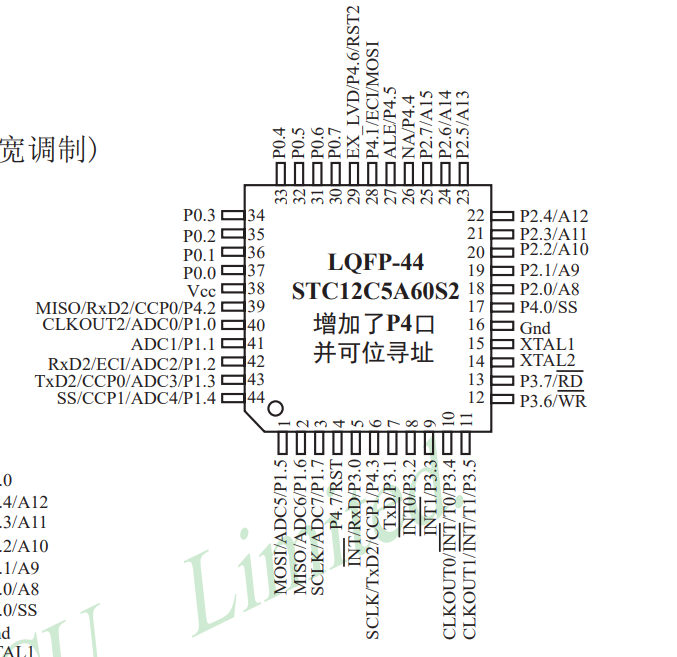 宽调制)
P0.4
P0.5
P0.6
P0.7
EX_LVD/P4.6/RST2
P4.1/ECI/MOSI
ALE/P4.5
NA/P4.4
P2.7/A15
P2.6/A14
P2.5/A13
33 32 31 30 29 28 27 26 25 24 23
P0.3 34
P0.2 35
P0.1 36
P0.0 37
Vcc 38
MISO/RxD2/CCP0/P4.2 39
CLKOUT2/ADC0/P1.0 40
ADC1/P1.1 41
RxD2/ECI/ADC2/P1.2 42
TxD2/CCP0/ADC3/P1.3 43
SS/CCP1/ADC4/P1.4 44
LQFP-44
STC12C5A60S2
增加了P4口
并可位寻址
22 P2.4/A12
21 P2.3/A11
20 P2.2/A10
19 P2.1/A9
18 P2.0/A8
17 P4.0/SS
16 Gnd
15 XTAL1
14 XTAL2
13 P3.7/RD
12 P3.6/WR
1 2 3 4 5 6 7 8 9 10 11
MOSI/ADC5/P1.5
MISO/ADC6/P1.6
SCLK/ADC7/P1.7
P4.7/RST
INT/RxD/P3.0
SCLK/TxD2/CCP1/P4.3
TxD/P3.1
INT0/P3.2
INT1/P3.3
CLKOUT0/INT/T0/P3.4
CLKOUT1/INT/T1/P3.5
.0
.4/A12
.3/A11
.2/A10
.1/A9
.0/A8
.0/SS
nd
TAL1
CU Limited.